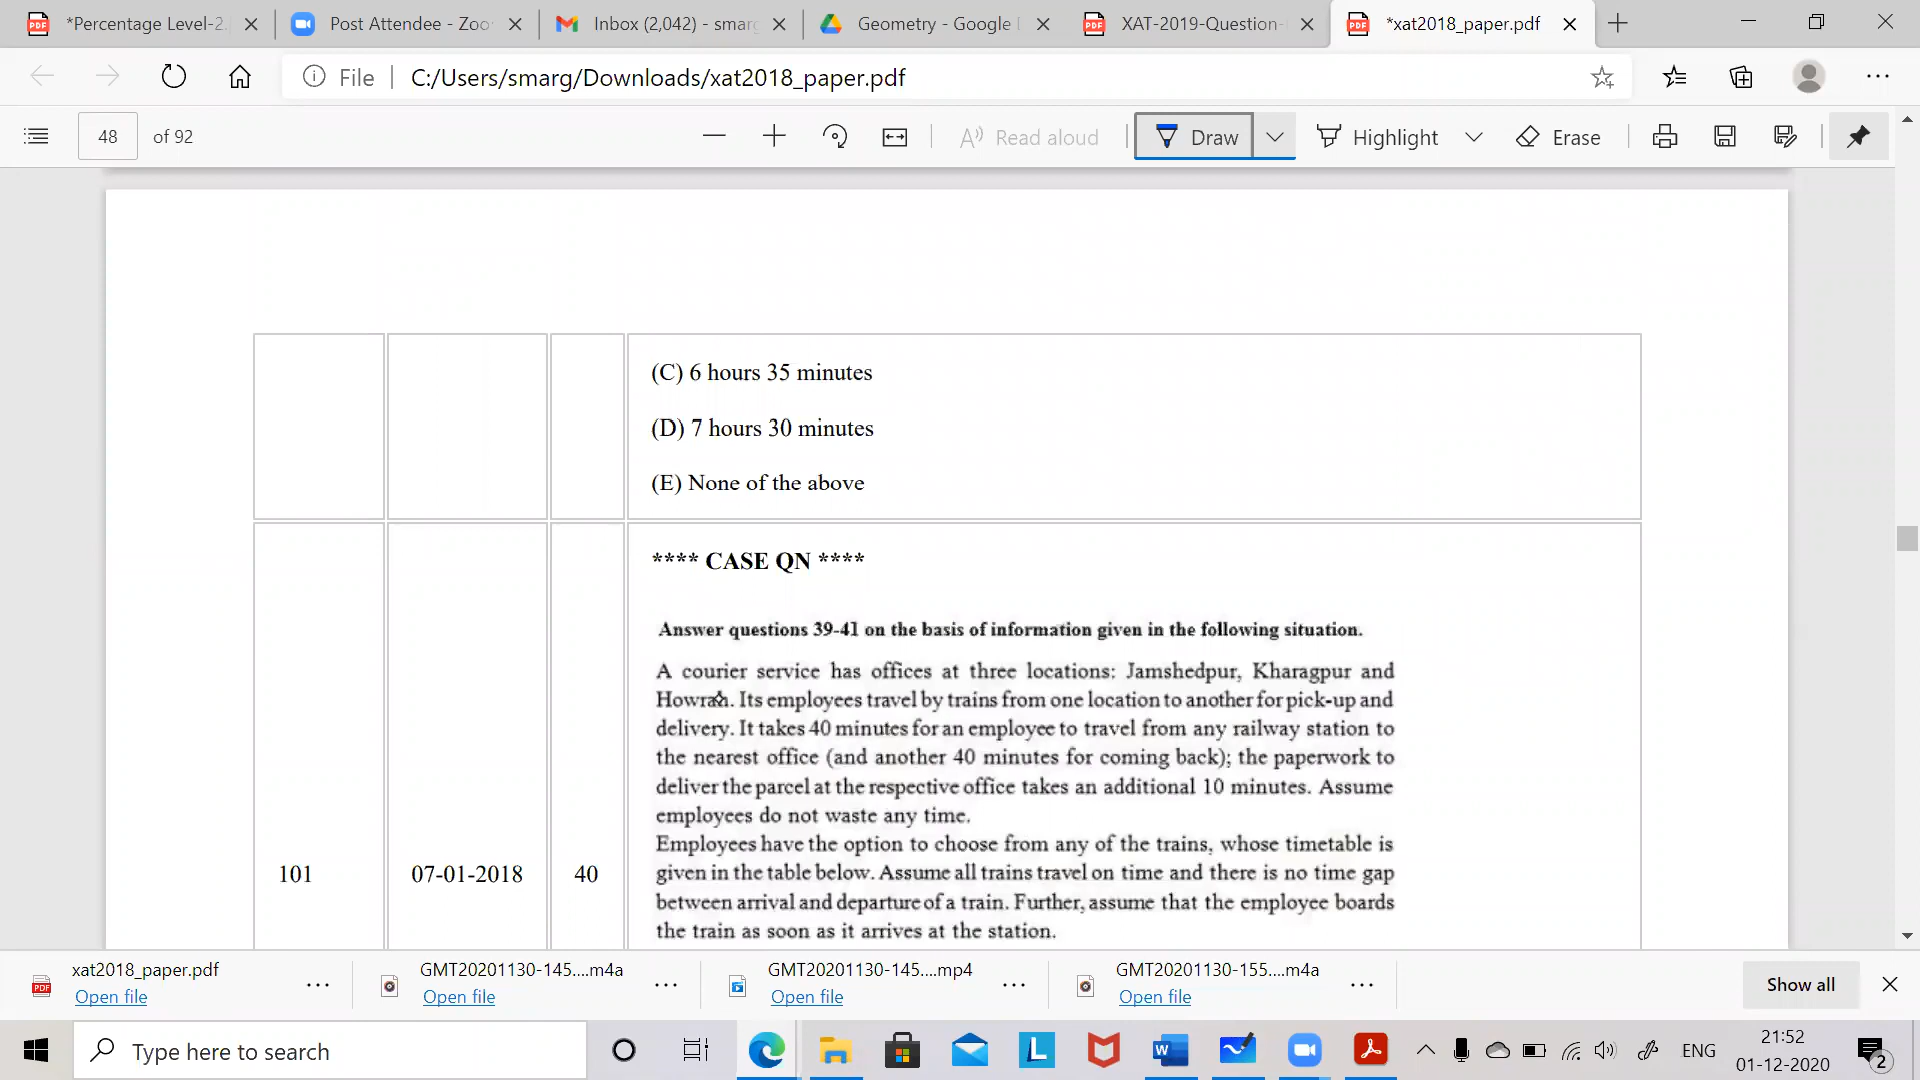 *Percentage Level-2.
Post Attendee - Zoo
Inbox (2,042) - smarg
Geometry - Google
XAT-2019-Question-
*xat2018_paper.pdf
File
C:/Users/smarg/Downloads/xat2018_paper.pdf
48
of 92
Read aloud
Draw
Highlight
Erase
(C) 6 hours 35 minutes
(D) 7 hours 30 minutes
(E) None of the above
**** CASE QN ****
Answer questions 39-41 on the basis of information given in the following situation.
A courier service has offices at three locations: Jamshedpur, Kharagpur and
Howrah. Its employees travel by trains from one location to another for pick-up and
delivery. It takes 40 minutes for an employee to travel from any railway station to
the nearest office (and another 40 minutes for coming back); the paperwork to
deliver the parcel at the respective office takes an additional 10 minutes. Assume
employees do not waste any time.
Employees have the option to choose from any of the trains, whose timetable is
given in the table below. Assume all trains travel on time and there is no time gap
between arrival and departure of a train. Further, assume that the employee boards
the train as soon as it arrives at the station.
101
07-01-2018
40
xat2018_paper.pdf
Open file
GMT20201130-145....m4a
Open file
GMT20201130-145....mp4
Open file
GMT20201130-155....m4a
Open file
Show all
Type here to search
ENG
21:52
01-12-2020
2